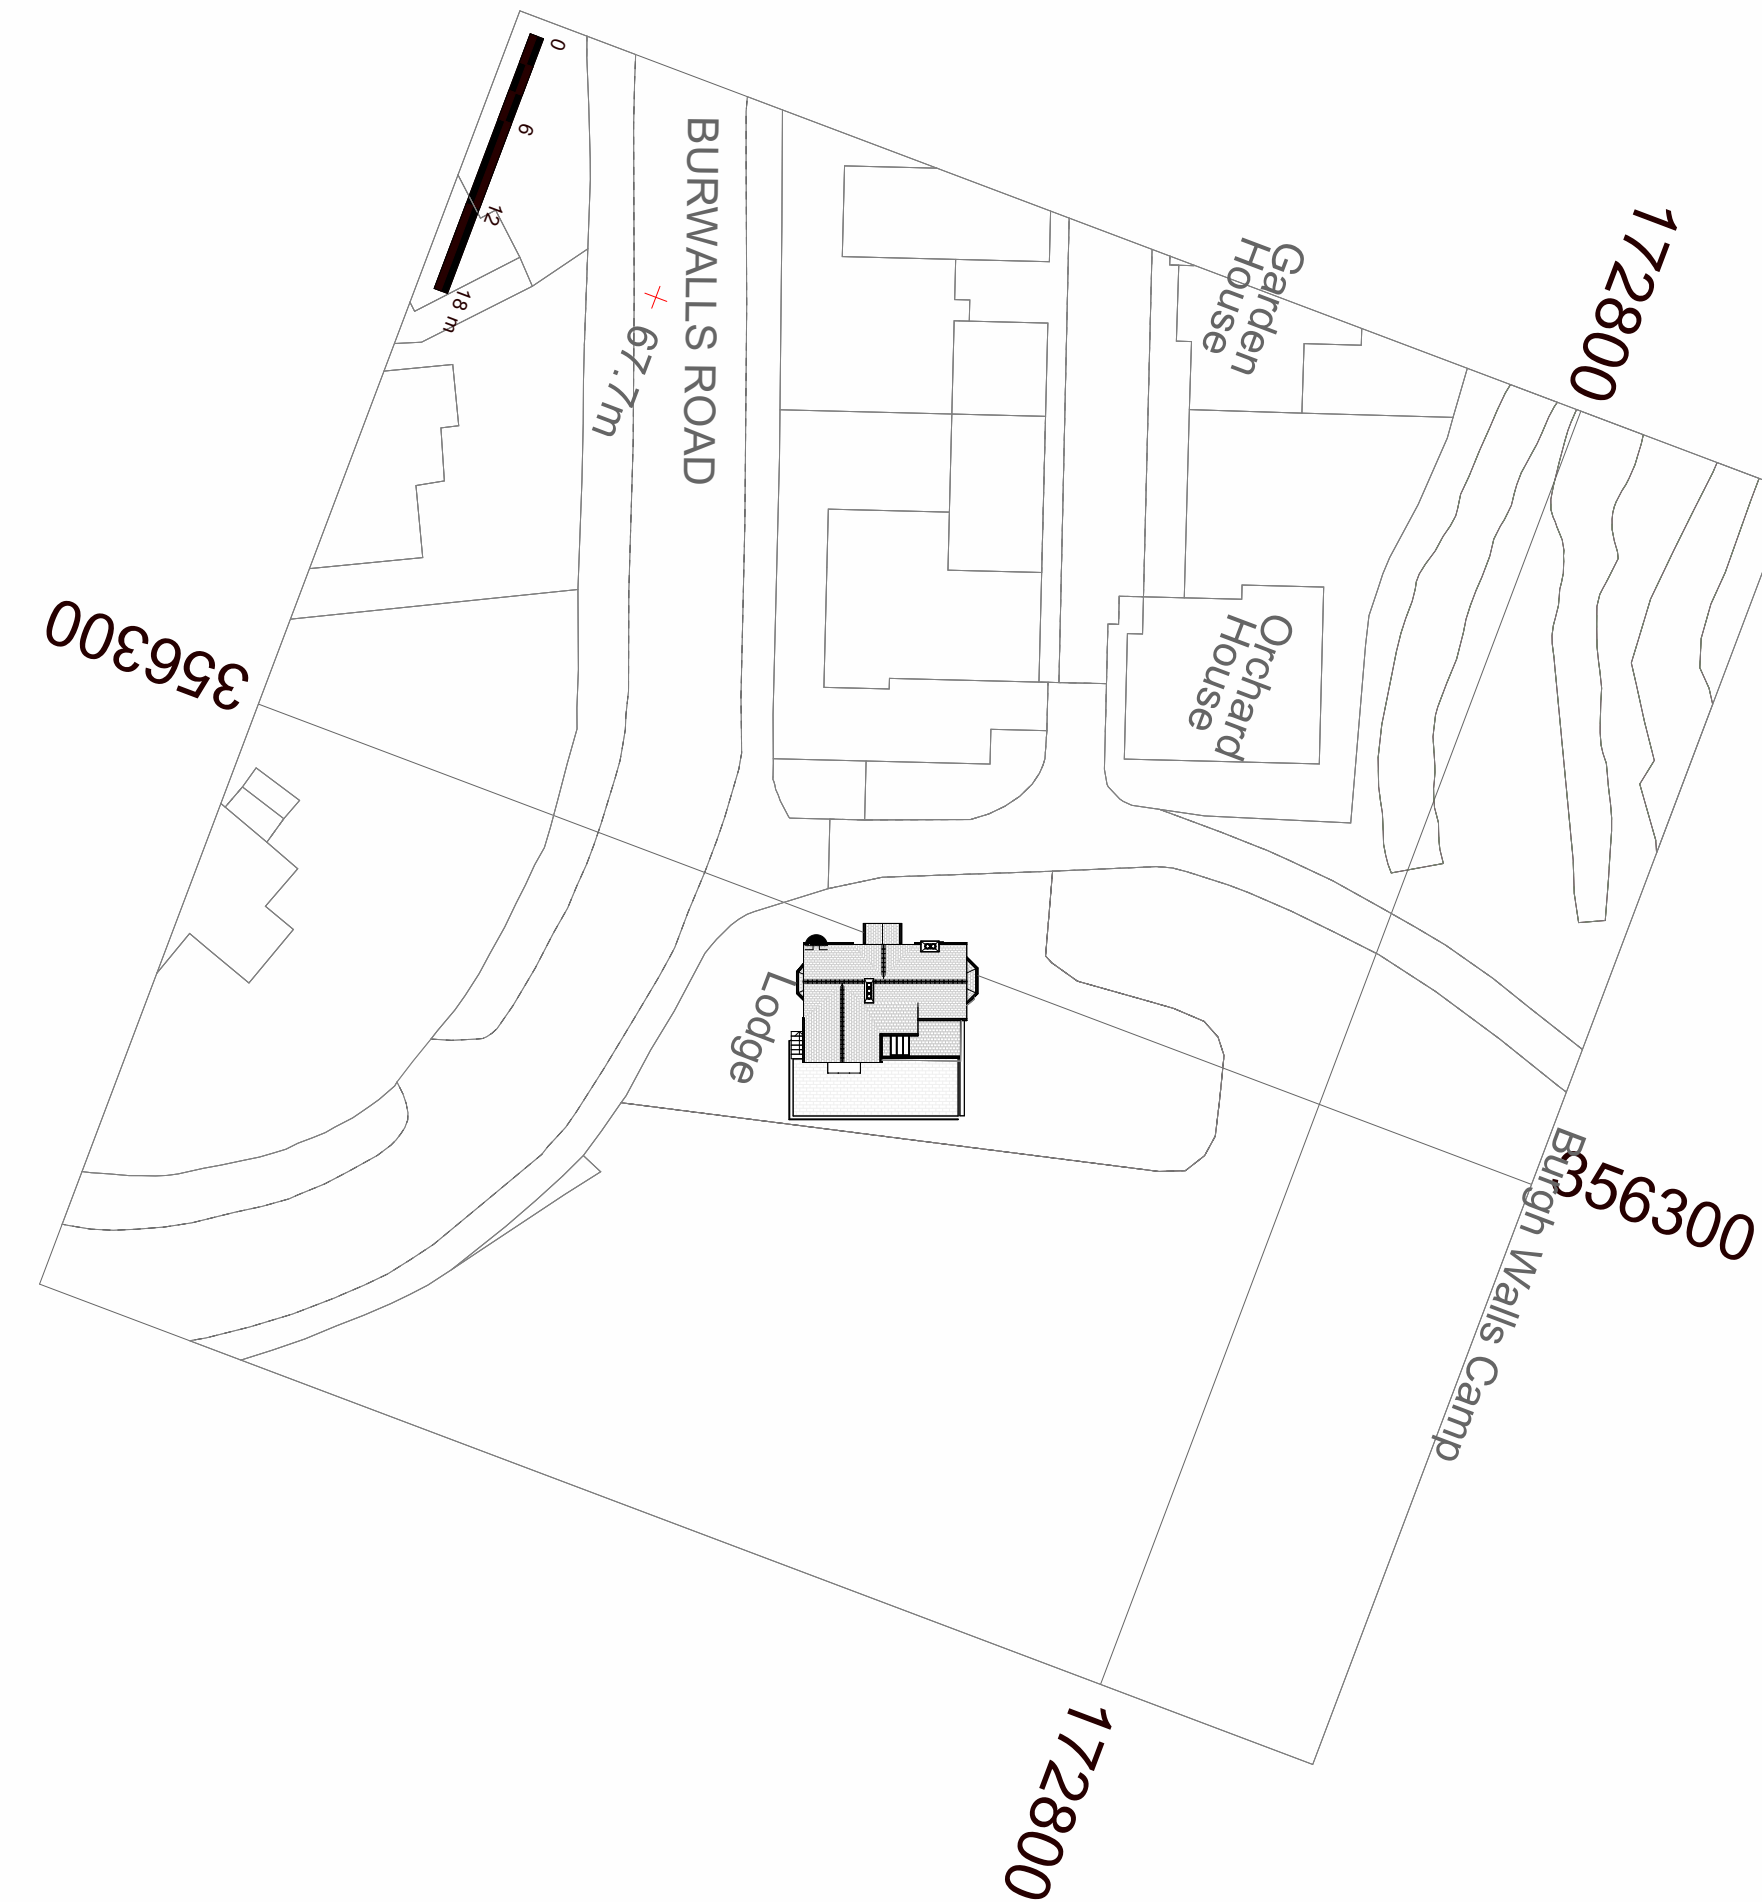 0
6
12
18 m
BURWALLS ROAD
67.7m
Garden
House
172800
356300
Orchard
House
Lodge
356300
Burgh Walls Camp
172800